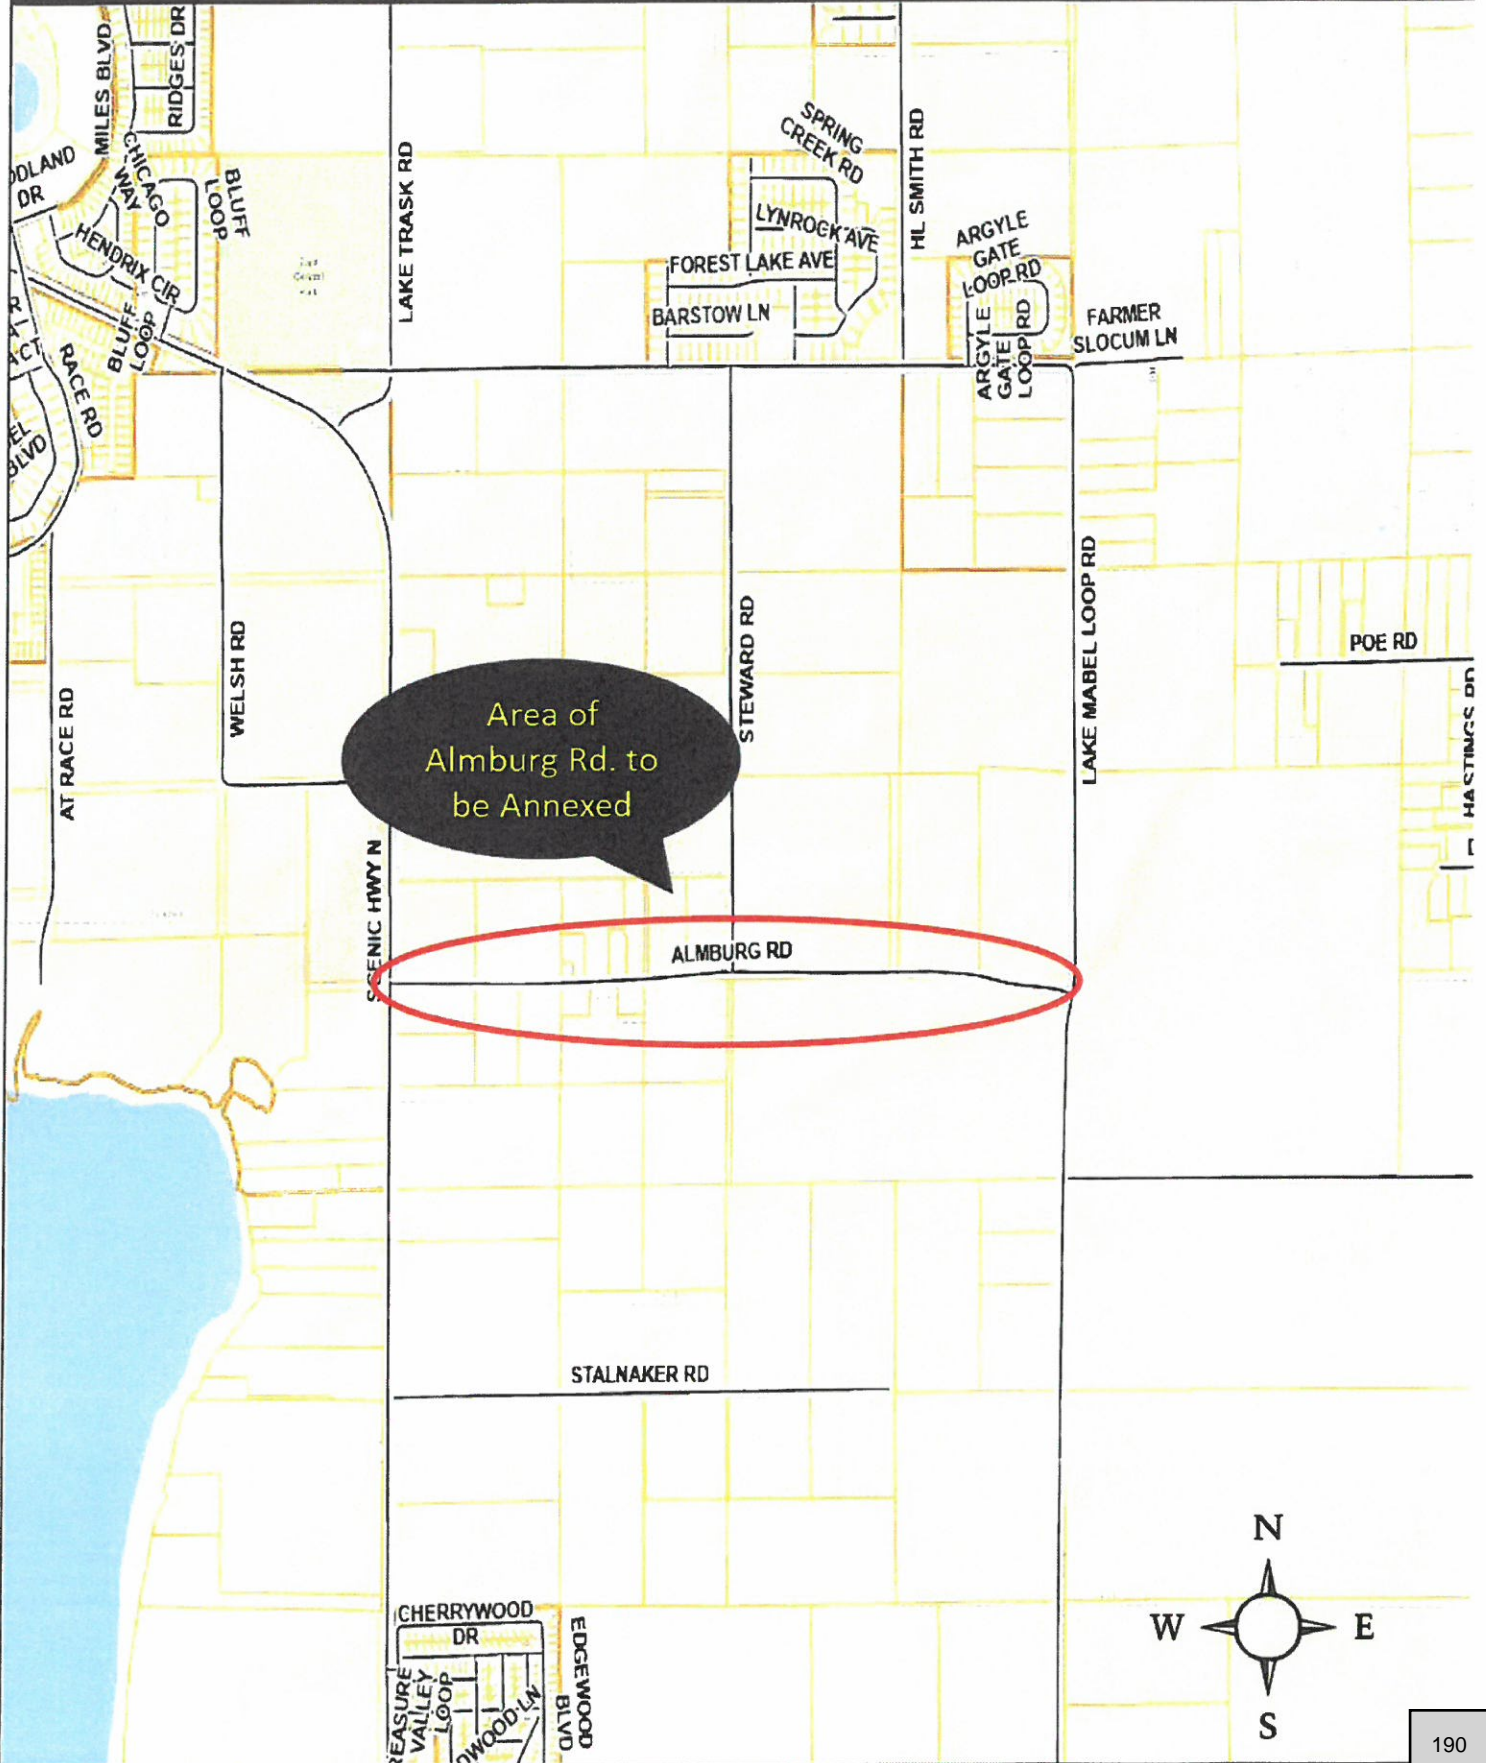 MILES BLVD
RIDGES DR
DR
CHICAGO
WAY
BLUFF
LOOP
HENDRIX CIR
BLUFF
LOOP
RACE RD
BLVD
LAKE TRASK RD
SPRING
CREEK RD
LYNROCK AVE
FOREST LAKE AVE
BARSTOW LN
HL SMITH RD
ARGYLE
GATE
LOOP RD
ARGYLE
GATE
LOOP RD
FARMER
SLOCUM LN
AT RACE RD
WELSH RD
STEWARD RD
LAKE MABEL LOOP RD
POE RD
HASTINGS RD
Area of
Almburg Rd. to
be Annexed
SCENIC HWY N
ALMBURG RD
STALNAKER RD
CHERRYWOOD
DR
EDGEWOOD
BLVD
VALLEY
LOOP
N
W E
S
190